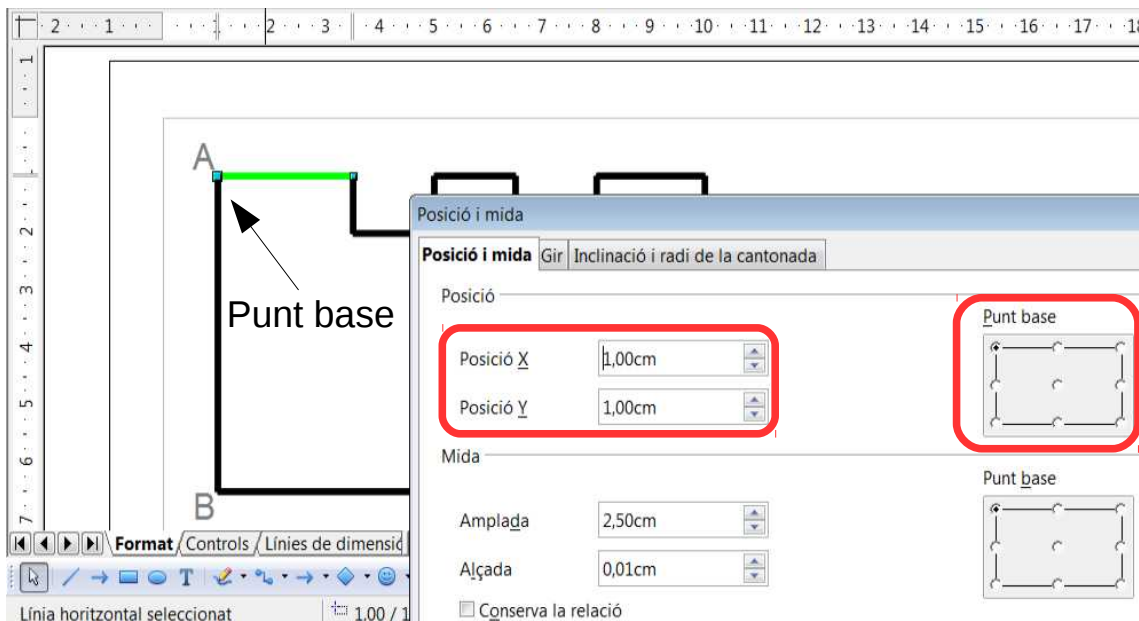 2 1 1 2 3 4 5 6 7 8 9 10 11 12 13 14 15 16 17 18
1
1
2
3
4
5
6
7
A
Punt base
B
Posició i mida
Posició i mida Gir Inclinació i radi de la cantonada
Posició
Punt base
Posició X 1,00cm
Posició Y 1,00cm
Mida
Punt base
Amplada 2,50cm
Alçada 0,01cm
Conserva la relació
Format Controls Línies de dimensió
T
Línia horitzontal seleccionat 1.00 / 1